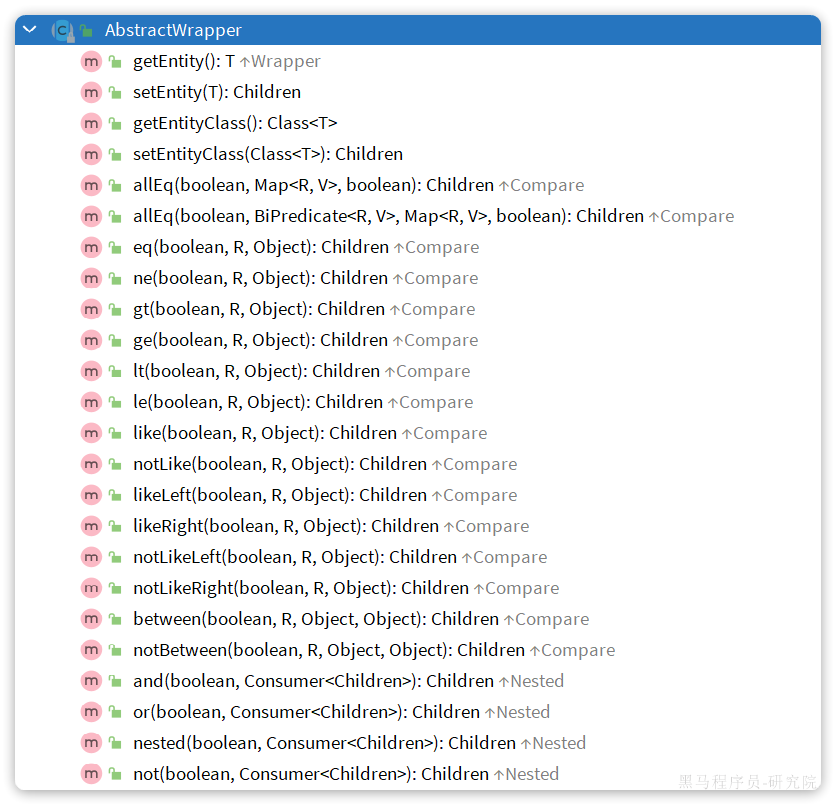 AbstractWrapper
getEntity(): T ↑Wrapper
setEntity(T): Children
getEntityClass(): Class<T>
setEntityClass(Class<T>): Children
allEq(boolean, Map<R, V>, boolean): Children ↑Compare
allEq(boolean, BiPredicate<R, V>, Map<R, V>, boolean): Children ↑Compare
eq(boolean, R, Object): Children ↑Compare
ne(boolean, R, Object): Children ↑Compare
gt(boolean, R, Object): Children ↑Compare
ge(boolean, R, Object): Children ↑Compare
lt(boolean, R, Object): Children ↑Compare
le(boolean, R, Object): Children ↑Compare
like(boolean, R, Object): Children ↑Compare
notLike(boolean, R, Object): Children ↑Compare
likeLeft(boolean, R, Object): Children ↑Compare
likeRight(boolean, R, Object): Children ↑Compare
notLikeLeft(boolean, R, Object): Children ↑Compare
notLikeRight(boolean, R, Object): Children ↑Compare
between(boolean, R, Object, Object): Children ↑Compare
notBetween(boolean, R, Object, Object): Children ↑Compare
and(boolean, Consumer<Children>): Children ↑Nested
or(boolean, Consumer<Children>): Children ↑Nested
nested(boolean, Consumer<Children>): Children ↑Nested
not(boolean, Consumer<Children>): Children ↑Nested
黑马程序员-研究院